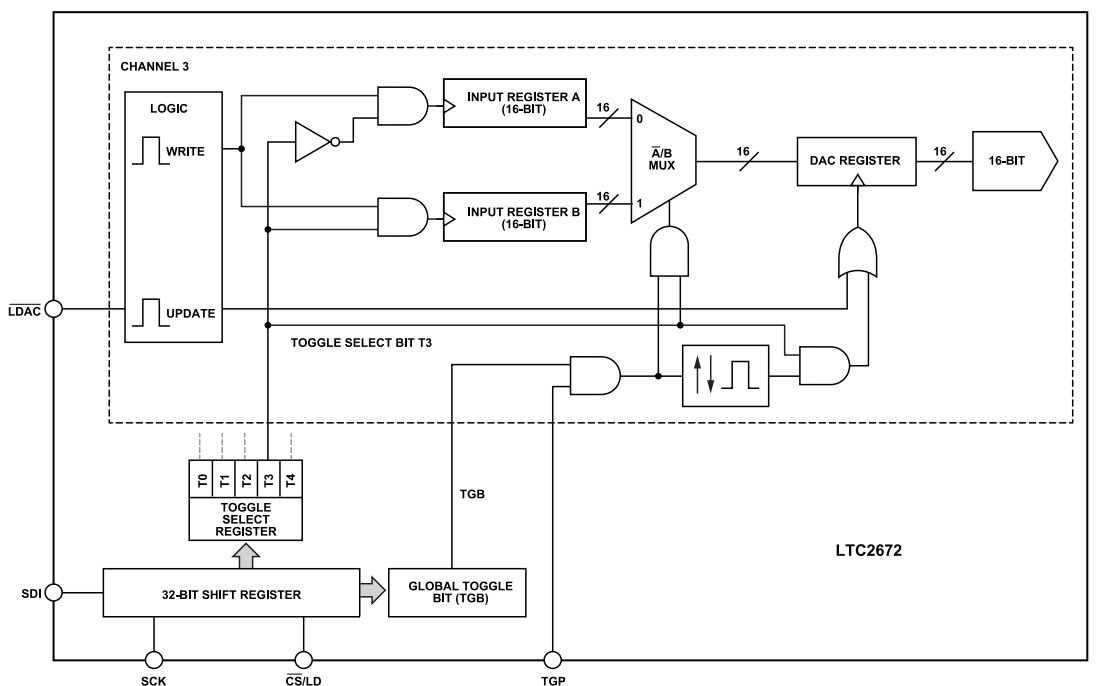 CHANNEL 3
LOGIC
WRITE
UPDATE
INPUT REGISTER A
(16-BIT)
16
0
A̅/B
MUX
16
DAC REGISTER
16
16-BIT
INPUT REGISTER B
(16-BIT)
16
1
L̅D̅A̅C̅
TOGGLE SELECT BIT T3
T0
T1
T2
T3
T4
TOGGLE
SELECT
REGISTER
TGB
LTC2672
SDI
32-BIT SHIFT REGISTER
GLOBAL TOGGLE
BIT (TGB)
SCK
C̅S̅/LD
TGP